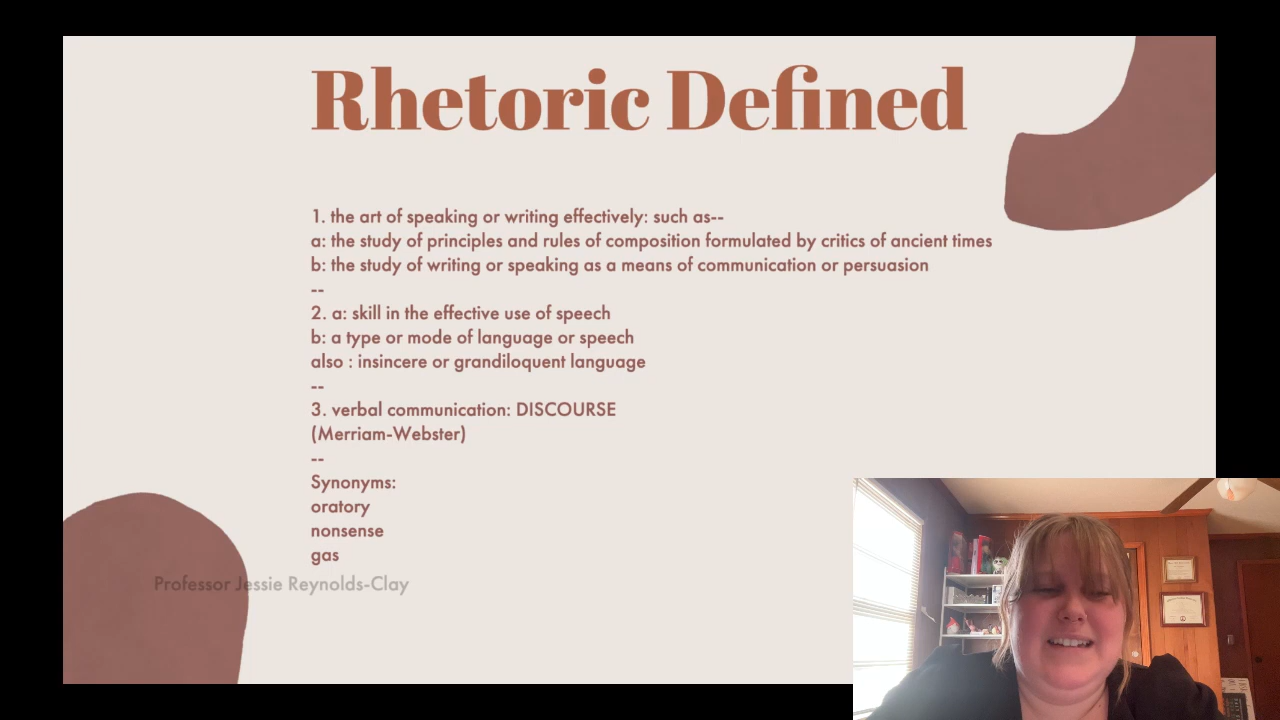 Rhetoric Defined
1. the art of speaking or writing effectively: such as--
a: the study of principles and rules of composition formulated by critics of ancient times
b: the study of writing or speaking as a means of communication or persuasion
--
2. a: skill in the effective use of speech
b: a type or mode of language or speech
also : insincere or grandiloquent language
--
3. verbal communication: DISCOURSE
(Merriam-Webster)
--
Synonyms:
oratory
nonsense
gas
Professor Jessie Reynolds-Clay